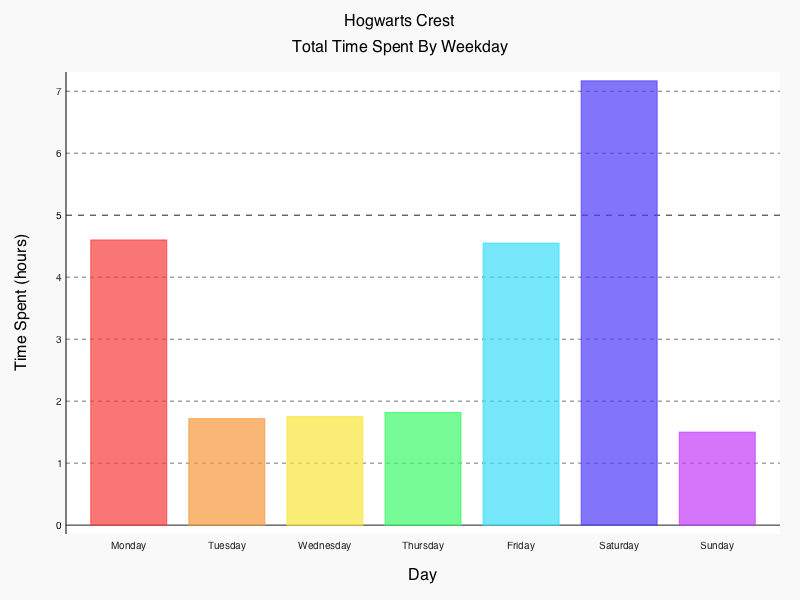 Hogwarts Crest
Total Time Spent By Weekday
Time Spent (hours)
7
6
5
4
3
2
1
0
Monday Tuesday Wednesday Thursday Friday Saturday Sunday
Day